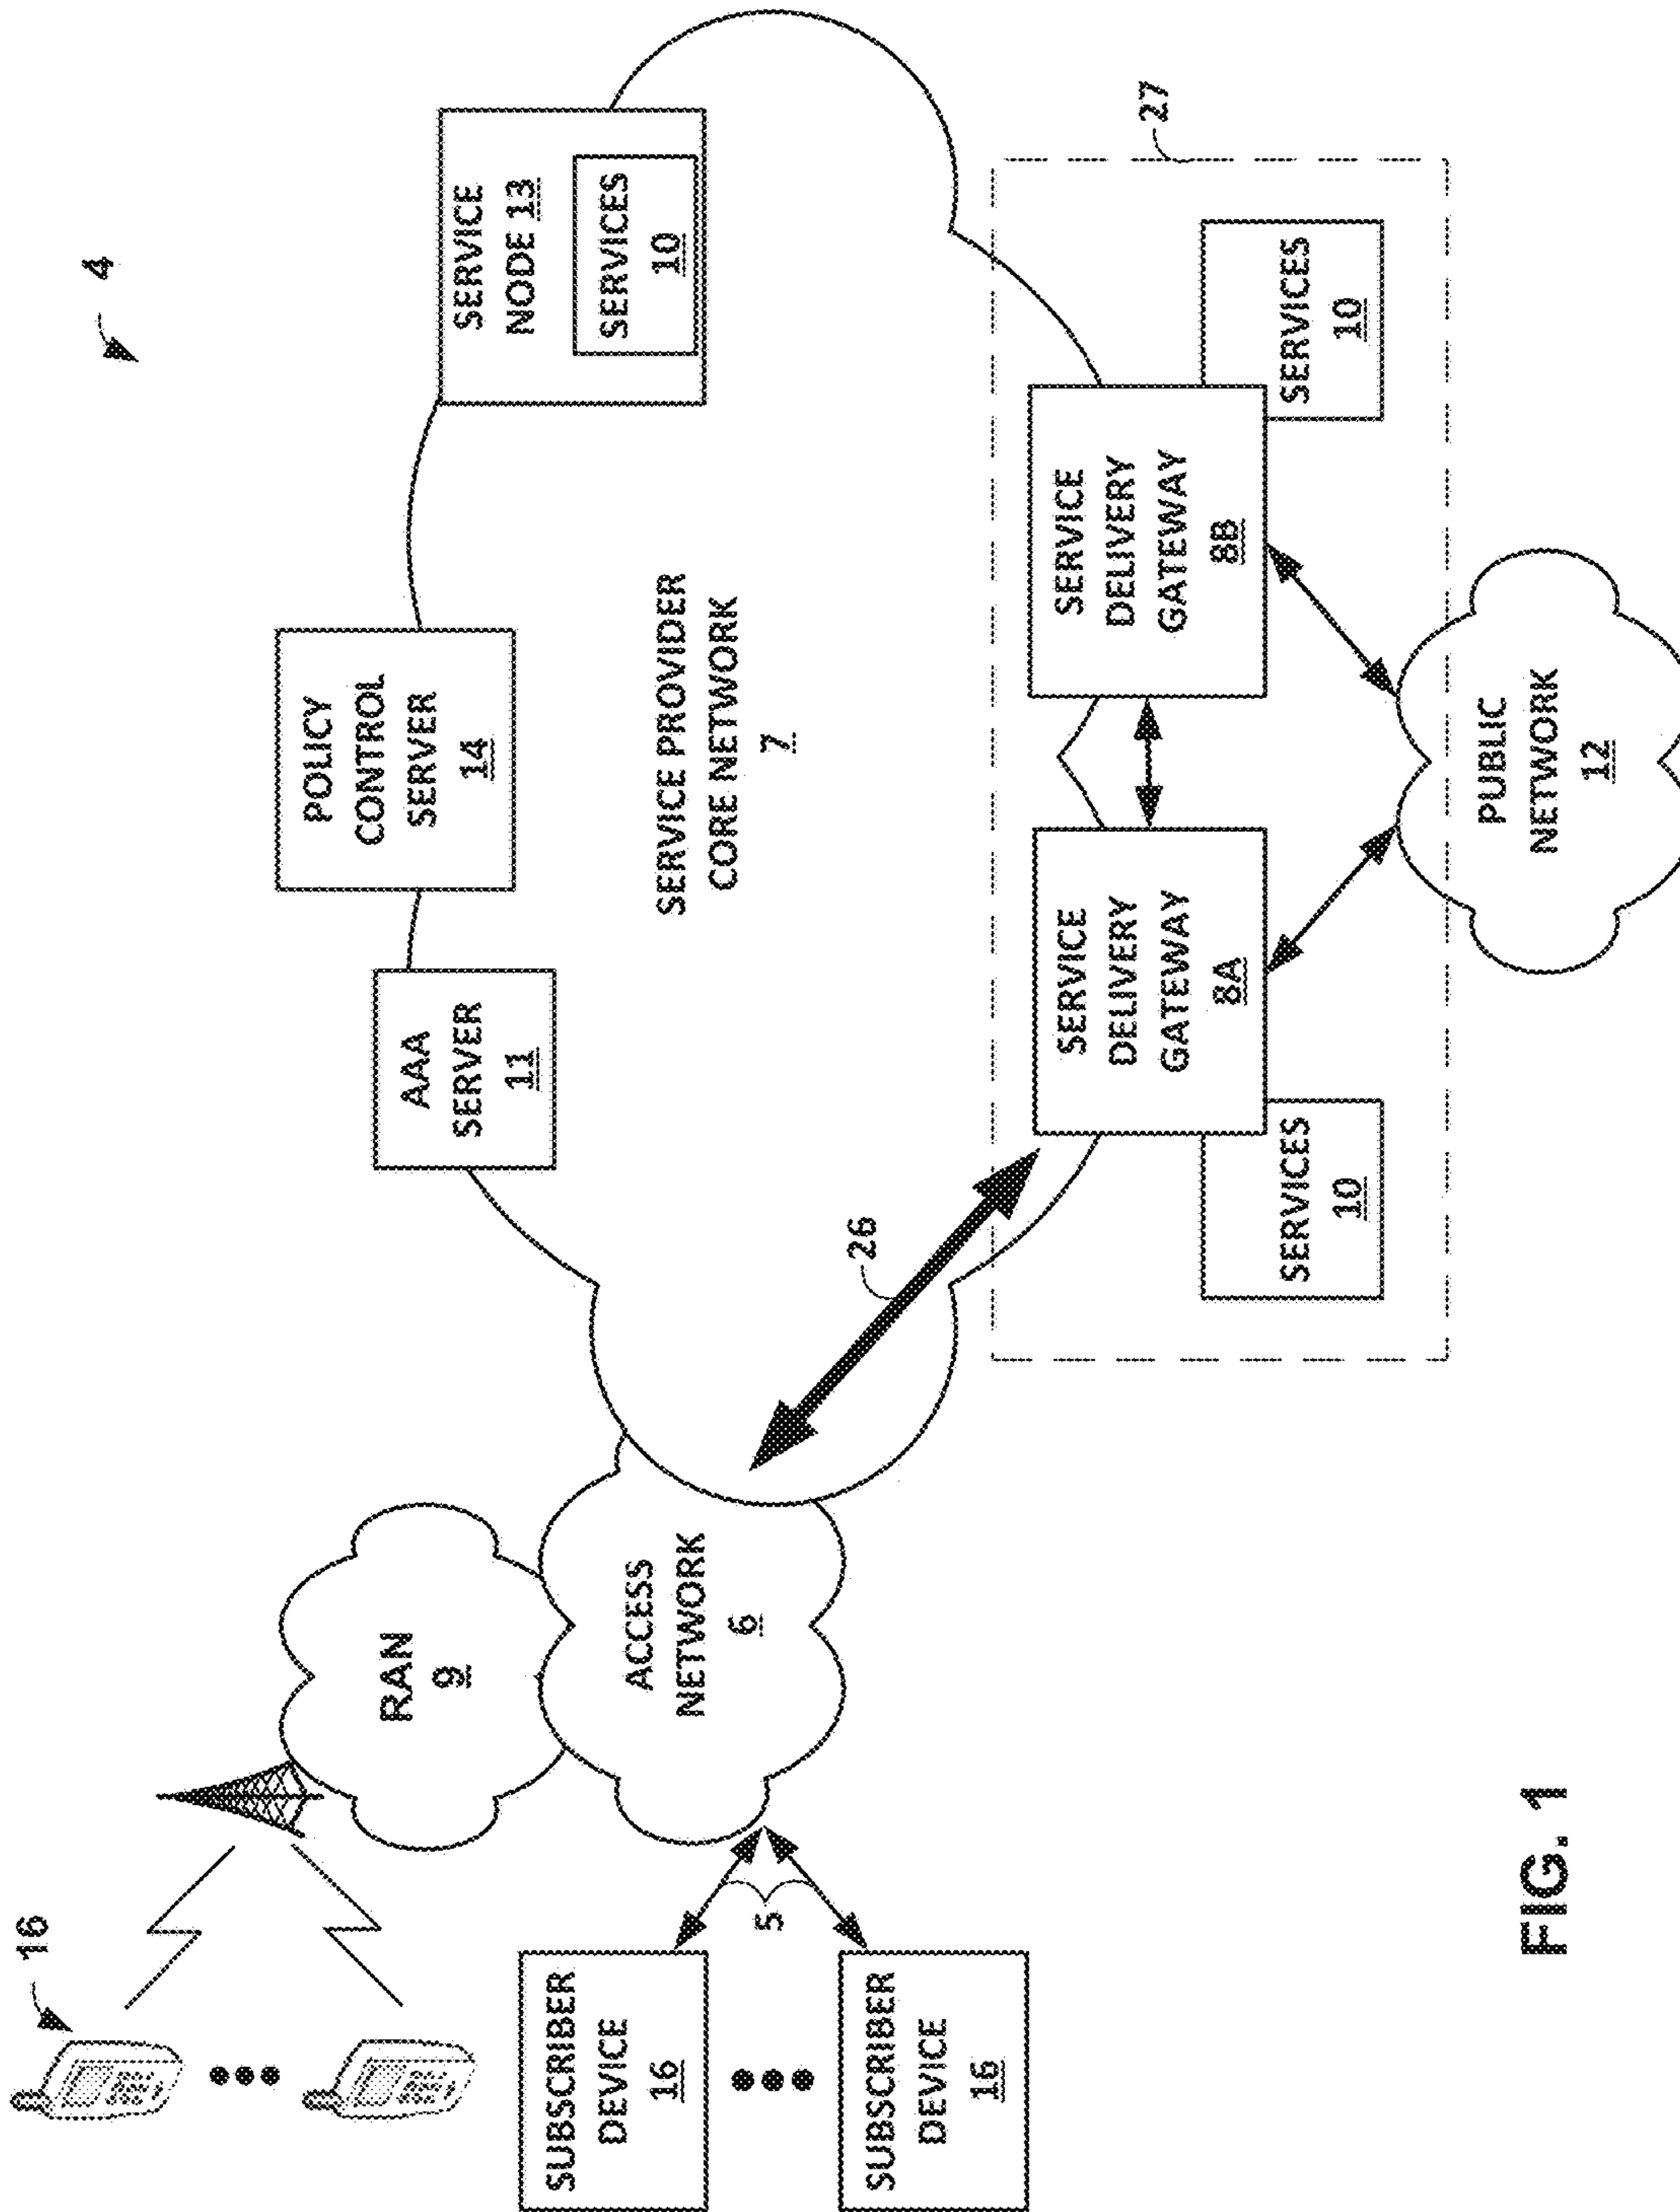 4
16
RAN
9
SUBSCRIBER
DEVICE
16
5
SUBSCRIBER
DEVICE
16
ACCESS
NETWORK
6
AAA
SERVER
11
POLICY
CONTROL
SERVER
14
SERVICE
NODE 13
SERVICES
10
SERVICE PROVIDER
CORE NETWORK
7
26
27
SERVICE
DELIVERY
GATEWAY
8A
SERVICES
10
SERVICE
DELIVERY
GATEWAY
8B
SERVICES
10
PUBLIC
NETWORK
12
FIG. 1